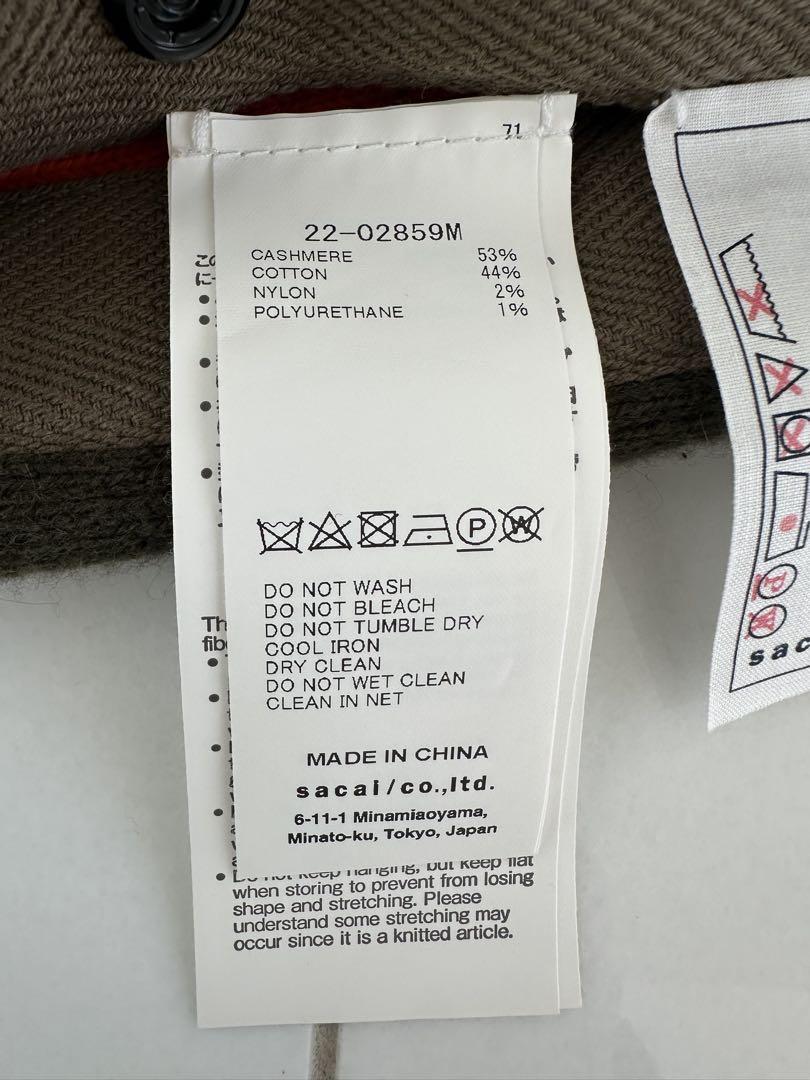 71
22-02859M
CASHMERE 53%
COTTON 44%
NYLON 2%
POLYURETHANE 1%
P W
DO NOT WASH
DO NOT BLEACH
DO NOT TUMBLE DRY
COOL IRON
DRY CLEAN
DO NOT WET CLEAN
CLEAN IN NET
MADE IN CHINA
sacai/co.,ltd.
6-11-1 Minamiaoyama,
Minato-ku, Tokyo, Japan
keep flat
when storing to prevent from losing
shape and stretching. Please
understand some stretching may
occur since it is a knitted article.
P
W
sac